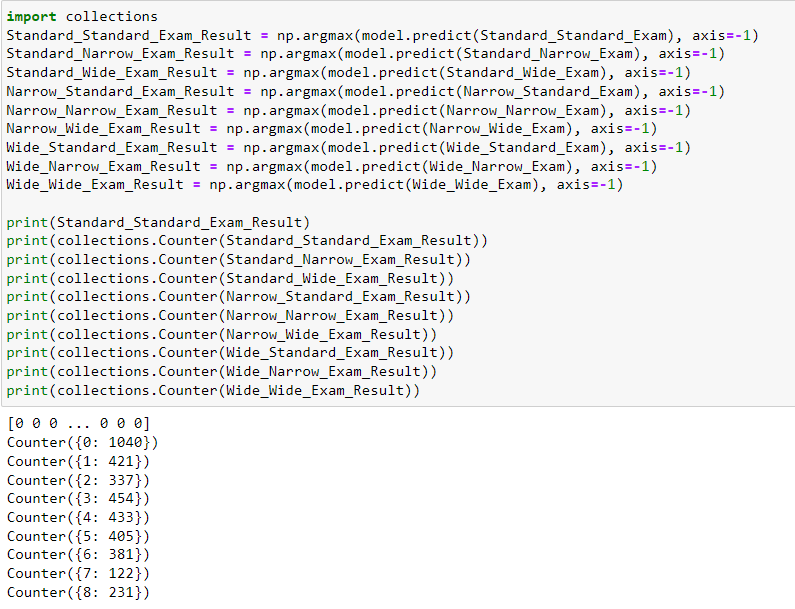 import collections
Standard_Standard_Exam_Result = np.argmax(model.predict(Standard_Standard_Exam), axis=-1)
Standard_Narrow_Exam_Result = np.argmax(model.predict(Standard_Narrow_Exam), axis=-1)
Standard_Wide_Exam_Result = np.argmax(model.predict(Standard_Wide_Exam), axis=-1)
Narrow_Standard_Exam_Result = np.argmax(model.predict(Narrow_Standard_Exam), axis=-1)
Narrow_Narrow_Exam_Result = np.argmax(model.predict(Narrow_Narrow_Exam), axis=-1)
Narrow_Wide_Exam_Result = np.argmax(model.predict(Narrow_Wide_Exam), axis=-1)
Wide_Standard_Exam_Result = np.argmax(model.predict(Wide_Standard_Exam), axis=-1)
Wide_Narrow_Exam_Result = np.argmax(model.predict(Wide_Narrow_Exam), axis=-1)
Wide_Wide_Exam_Result = np.argmax(model.predict(Wide_Wide_Exam), axis=-1)

print(Standard_Standard_Exam_Result)
print(collections.Counter(Standard_Standard_Exam_Result))
print(collections.Counter(Standard_Narrow_Exam_Result))
print(collections.Counter(Standard_Wide_Exam_Result))
print(collections.Counter(Narrow_Standard_Exam_Result))
print(collections.Counter(Narrow_Narrow_Exam_Result))
print(collections.Counter(Narrow_Wide_Exam_Result))
print(collections.Counter(Wide_Standard_Exam_Result))
print(collections.Counter(Wide_Narrow_Exam_Result))
print(collections.Counter(Wide_Wide_Exam_Result))
[0 0 0 ... 0 0 0]
Counter({0: 1040})
Counter({1: 421})
Counter({2: 337})
Counter({3: 454})
Counter({4: 433})
Counter({5: 405})
Counter({6: 381})
Counter({7: 122})
Counter({8: 231})